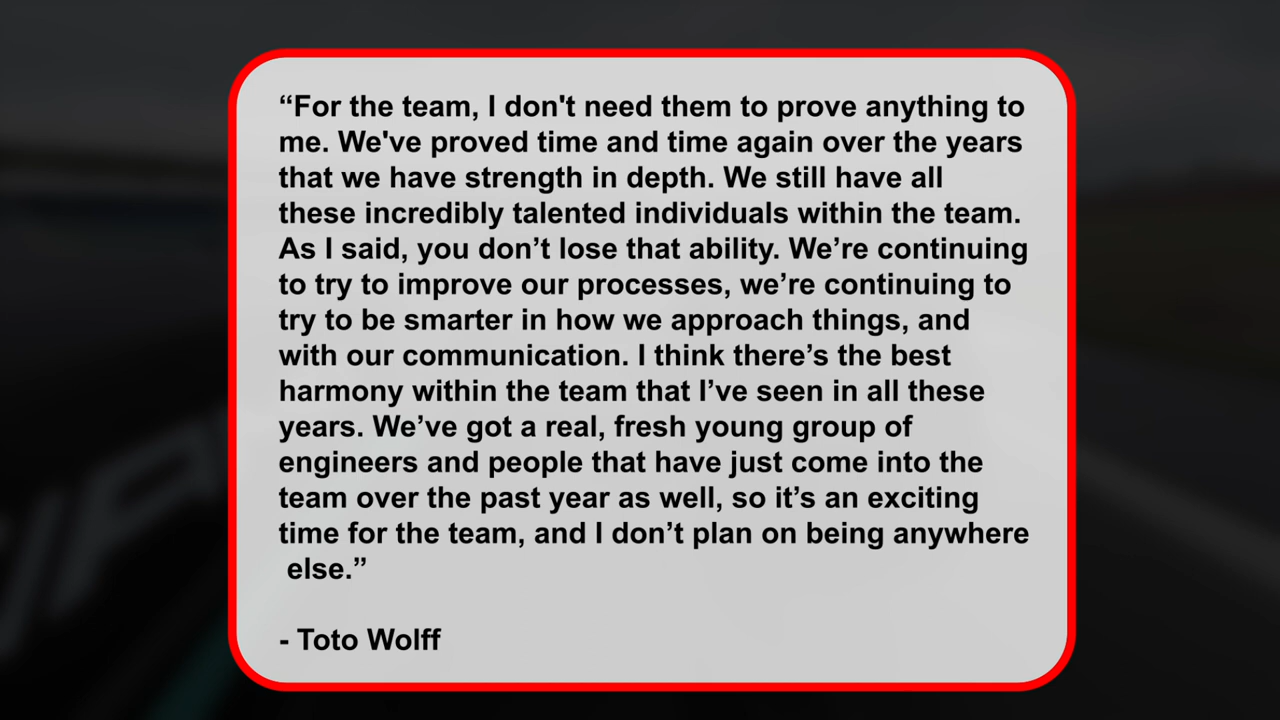 “For the team, I don't need them to prove anything to
me. We've proved time and time again over the years
that we have strength in depth. We still have all
these incredibly talented individuals within the team.
As I said, you don’t lose that ability. We’re continuing
to try to improve our processes, we’re continuing to
try to be smarter in how we approach things, and
with our communication. I think there’s the best
harmony within the team that I’ve seen in all these
years. We’ve got a real, fresh young group of
engineers and people that have just come into the
team over the past year as well, so it’s an exciting
time for the team, and I don’t plan on being anywhere
else.”
- Toto Wolff